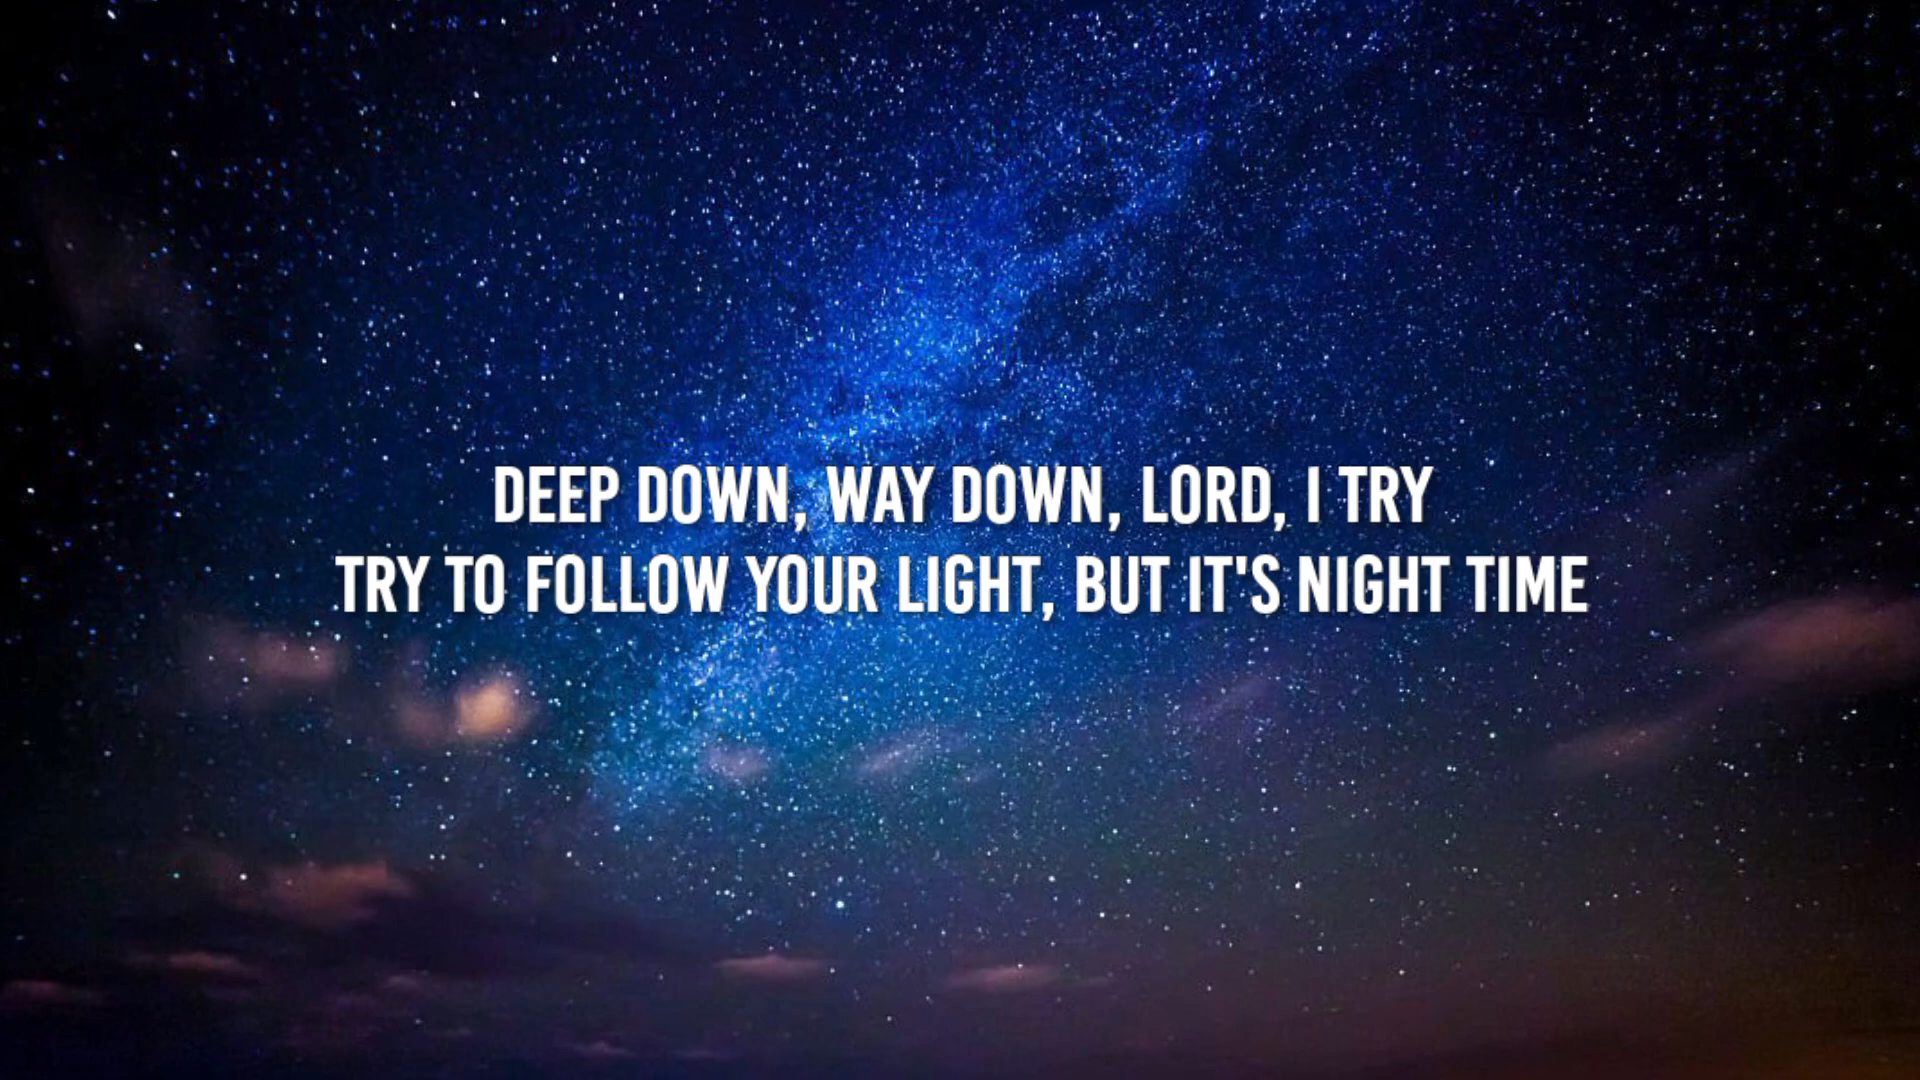 DEEP DOWN, WAY DOWN, LORD, I TRY
TRY TO FOLLOW YOUR LIGHT, BUT IT'S NIGHT TIME